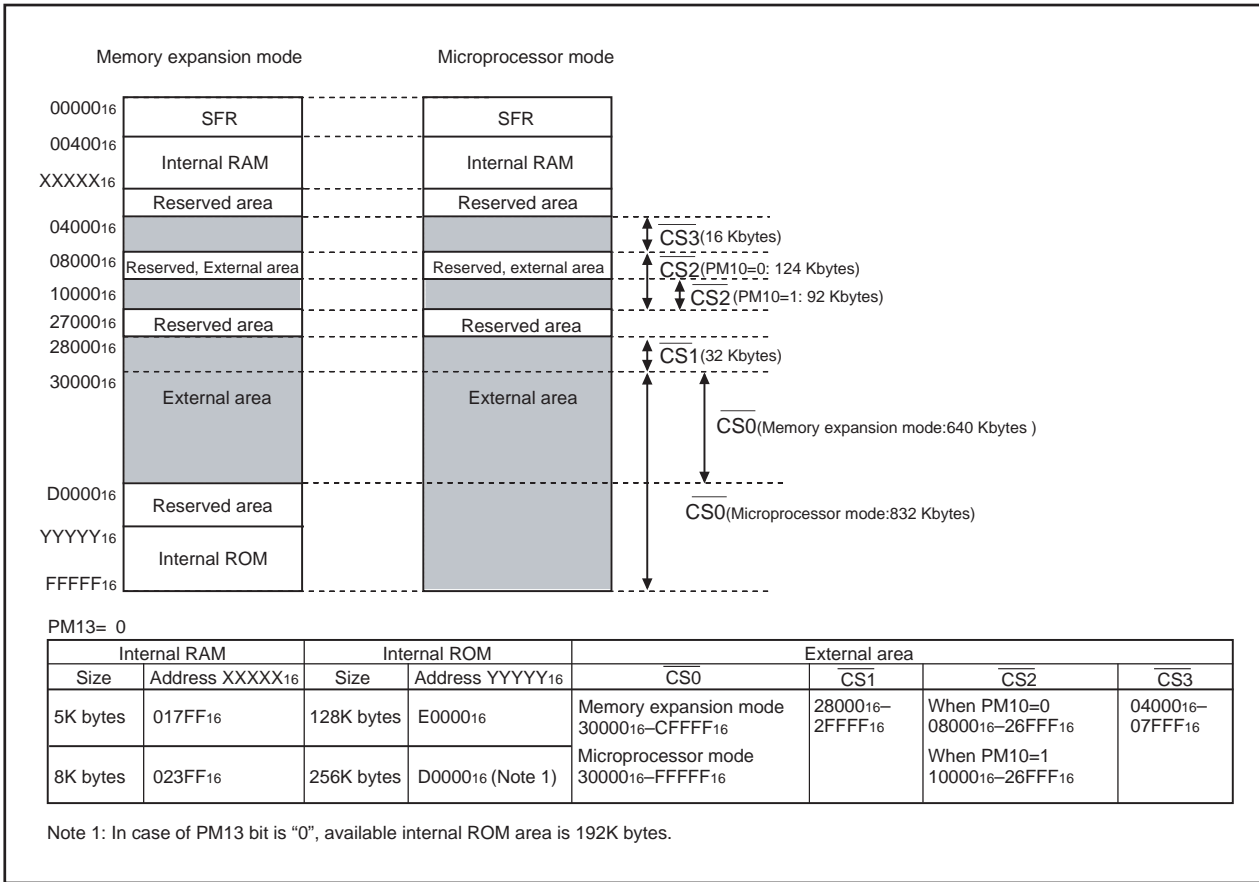 Memory expansion mode
Microprocessor mode
00000₁₆
SFR
SFR
00400₁₆
Internal RAM
Internal RAM
XXXXX₁₆
Reserved area
Reserved area
04000₁₆
CS3(16 Kbytes)
08000₁₆
Reserved, External area
Reserved, external area
CS2(PM10=0: 124 Kbytes)
10000₁₆
CS2(PM10=1: 92 Kbytes)
27000₁₆
Reserved area
Reserved area
28000₁₆
CS1(32 Kbytes)
30000₁₆
External area
External area
CS0(Memory expansion mode:640 Kbytes )
D0000₁₆
Reserved area
CS0(Microprocessor mode:832 Kbytes)
YYYYY₁₆
Internal ROM
FFFFF₁₆
PM13= 0
Internal RAM Internal ROM External area
Size Address XXXXX₁₆ Size Address YYYYY₁₆ CS0 CS1 CS2 CS3
5K bytes 017FF₁₆ 128K bytes E0000₁₆ Memory expansion mode 28000₁₆– When PM10=0 04000₁₆–
30000₁₆–CFFFF₁₆ 2FFFF₁₆ 08000₁₆–26FFF₁₆ 07FFF₁₆
Microprocessor mode When PM10=1
8K bytes 023FF₁₆ 256K bytes D0000₁₆ (Note 1) 30000₁₆–FFFFF₁₆ 10000₁₆–26FFF₁₆
Note 1: In case of PM13 bit is “0”, available internal ROM area is 192K bytes.